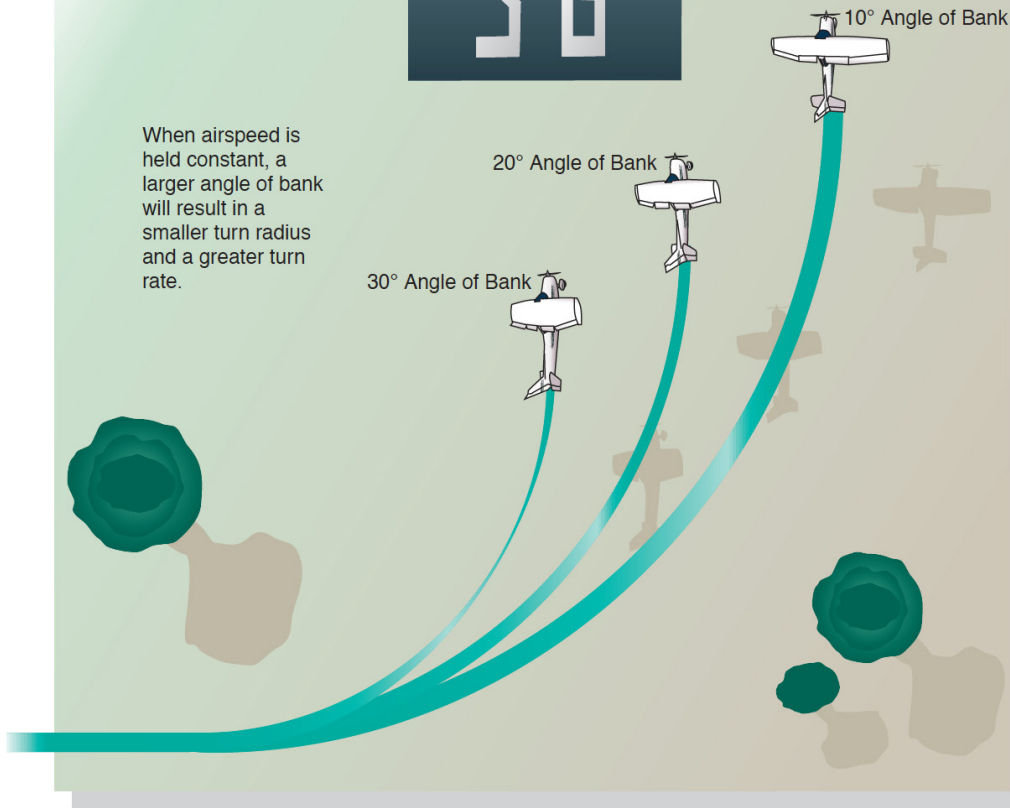 10° Angle of Bank
When airspeed is
held constant, a
larger angle of bank
will result in a
smaller turn radius
and a greater turn
rate.
20° Angle of Bank
30° Angle of Bank